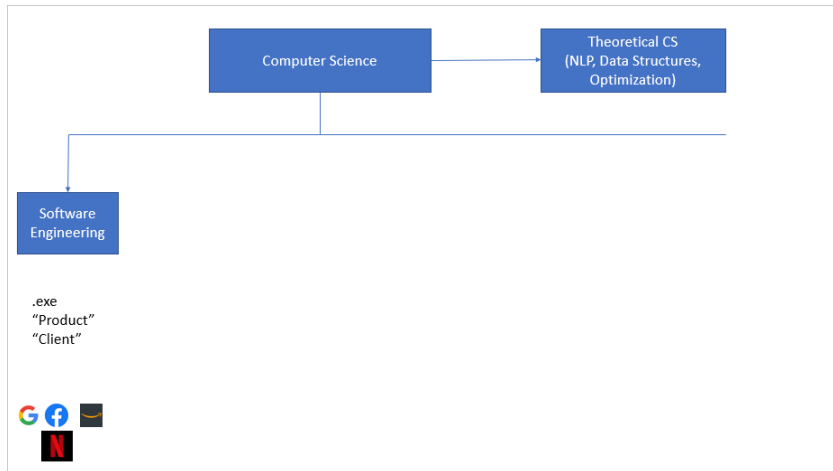 Computer Science
Theoretical CS
(NLP, Data Structures,
Optimization)
Software
Engineering
.exe
“Product”
“Client”